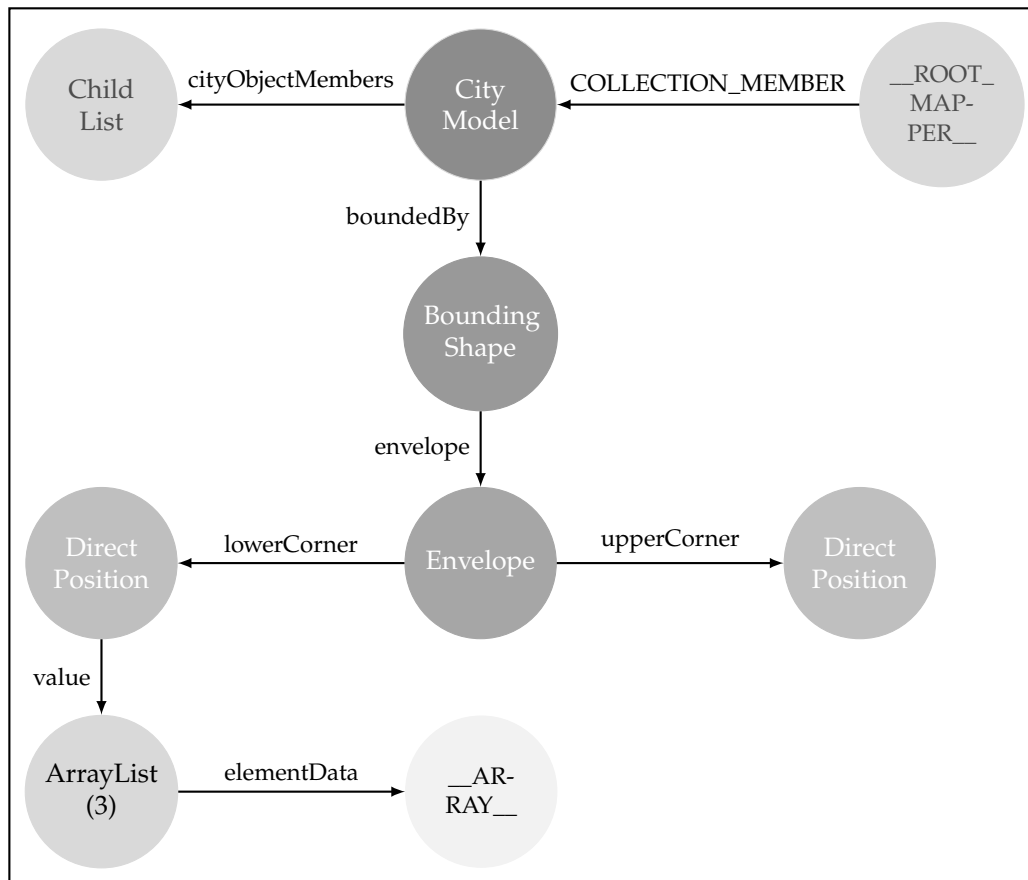 cityObjectMembers
COLLECTION_MEMBER
Child
List
City
Model
__ROOT_
MAP-
PER__
boundedBy
Bounding
Shape
envelope
lowerCorner
upperCorner
Direct
Position
Envelope
Direct
Position
value
ArrayList
(3)
elementData
__AR-
RAY__